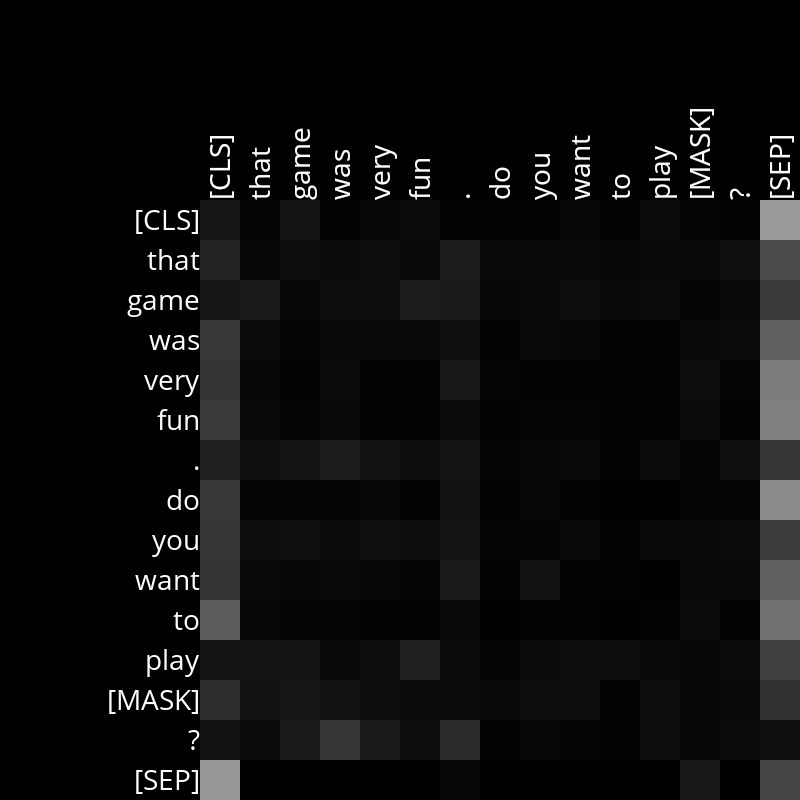 [CLS] that game was very fun . do you want to play [MASK] ? [SEP]
[CLS]
that
game
was
very
fun
.
do
you
want
to
play
[MASK]
?
[SEP]